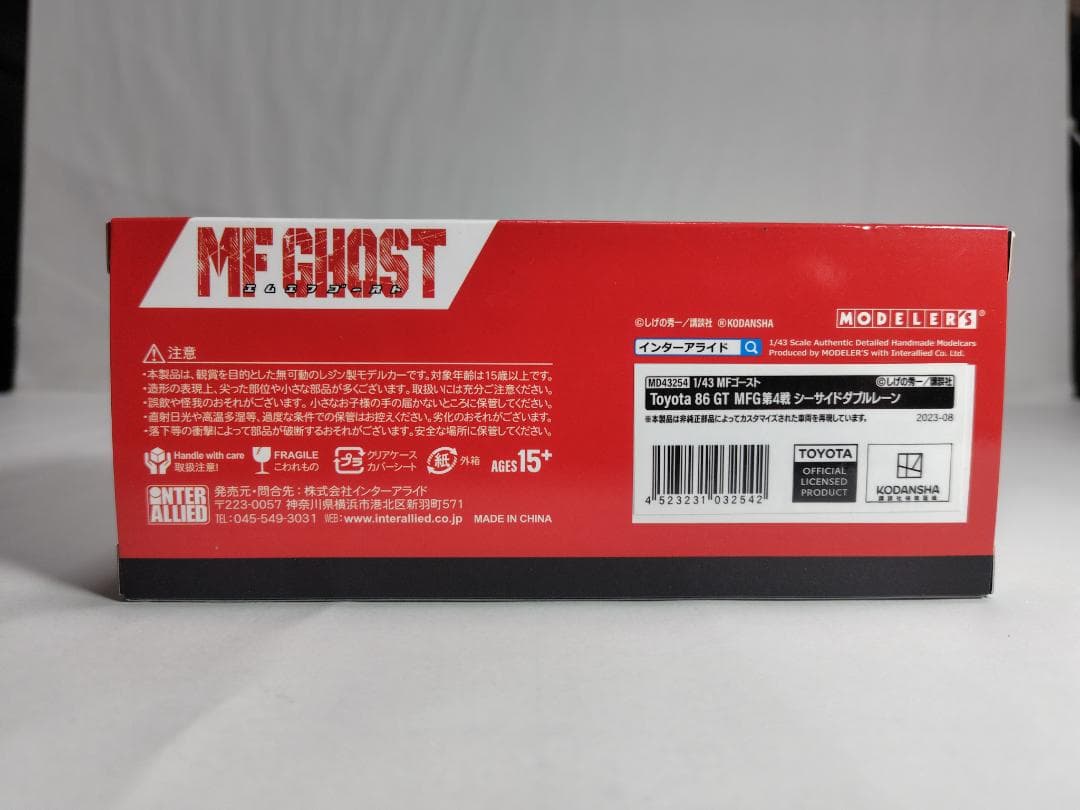 MF GHOST
エムエフゴースト
注意
・本製品は、観賞を目的とした無可動のレジン製モデルカーです。対象年齢は15歳以上です。
・造形の表現上、尖った部位や小さな部品が多くございます。取扱いには充分ご注意ください。
・誤飲や怪我のおそれがございます。小さなお子様の手の届かないところに保管してください。
・直射日光や高温多湿等、過度な条件での保管はお控えください。劣化のおそれがございます。
・落下等の衝撃によって部品が破断するおそれがございます。安全な場所に保管してください。
Handle with care
取扱注意!
FRAGILE
こわれもの
プラ
クリアケース
カバーシート
紙
外箱
AGES15+
INTER
ALLIED
発売元・問合先:株式会社インターアライド
〒223-0057 神奈川県横浜市港北区新羽町571
TEL:045-549-3031 WEB:www.interallied.co.jp MADE IN CHINA
©しげの秀一/講談社 ®KODANSHA
MODELER'S®
インターアライド
1/43 Scale Authentic Detailed Handmade Modelcars
Produced by MODELER'S with Interallied Co. Ltd.
MD43254 1/43 MFゴースト ©しげの秀一/講談社
Toyota 86 GT MFG第4戦 シーサイドダブルレーン
※本製品は非純正部品によってカスタマイズされた車両を再現しています。 2023-08
4 523231 032542
TOYOTA
OFFICIAL
LICENSED
PRODUCT
KODANSHA